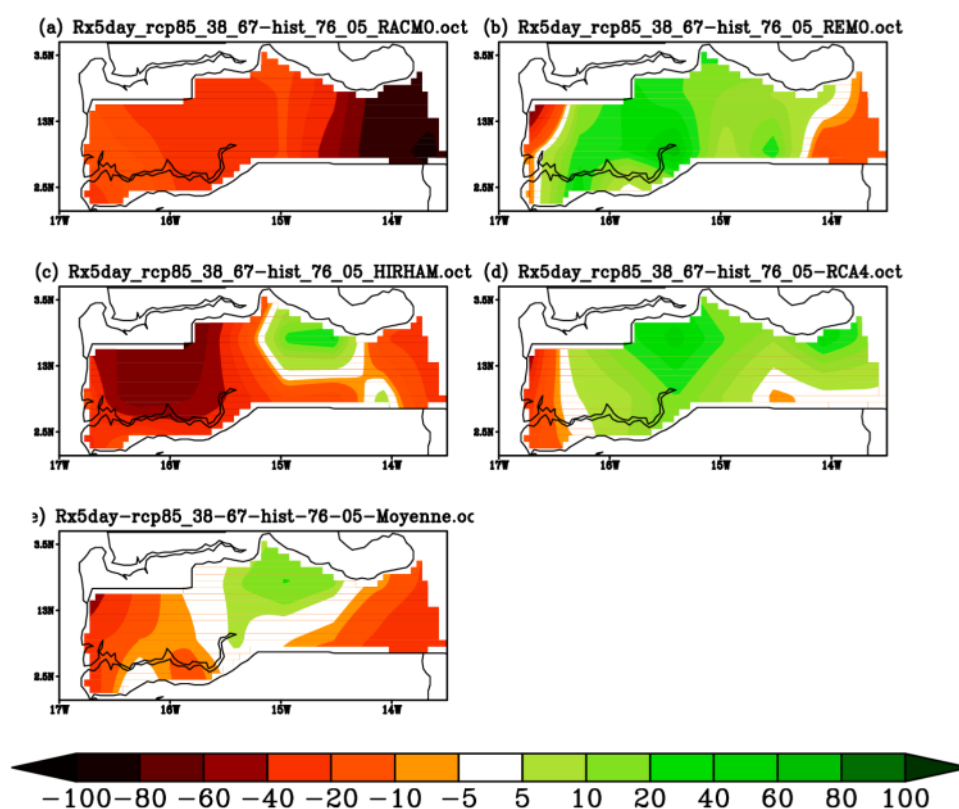 (a) Rx5day_rcp85_38_67-hist_76_05_RACMO.oct
(b) Rx5day_rcp85_38_67-hist_76_05_REMO.oct
3.5N
13N
2.5N
17W 16W 15W 14W
3.5N
13N
2.5N
17W 16W 15W 14W
(c) Rx5day_rcp85_38_67-hist_76_05_HIRHAM.oct
(d) Rx5day_rcp85_38_67-hist_76_05-RCA4.oct
3.5N
13N
2.5N
17W 16W 15W 14W
3.5N
13N
2.5N
17W 16W 15W 14W
e) Rx5day-rcp85_38-67-hist-76-05-Moyenne.oc
3.5N
13N
2.5N
17W 16W 15W 14W
-100 -80 -60 -40 -20 -10 -5 5 10 20 40 60 80 100